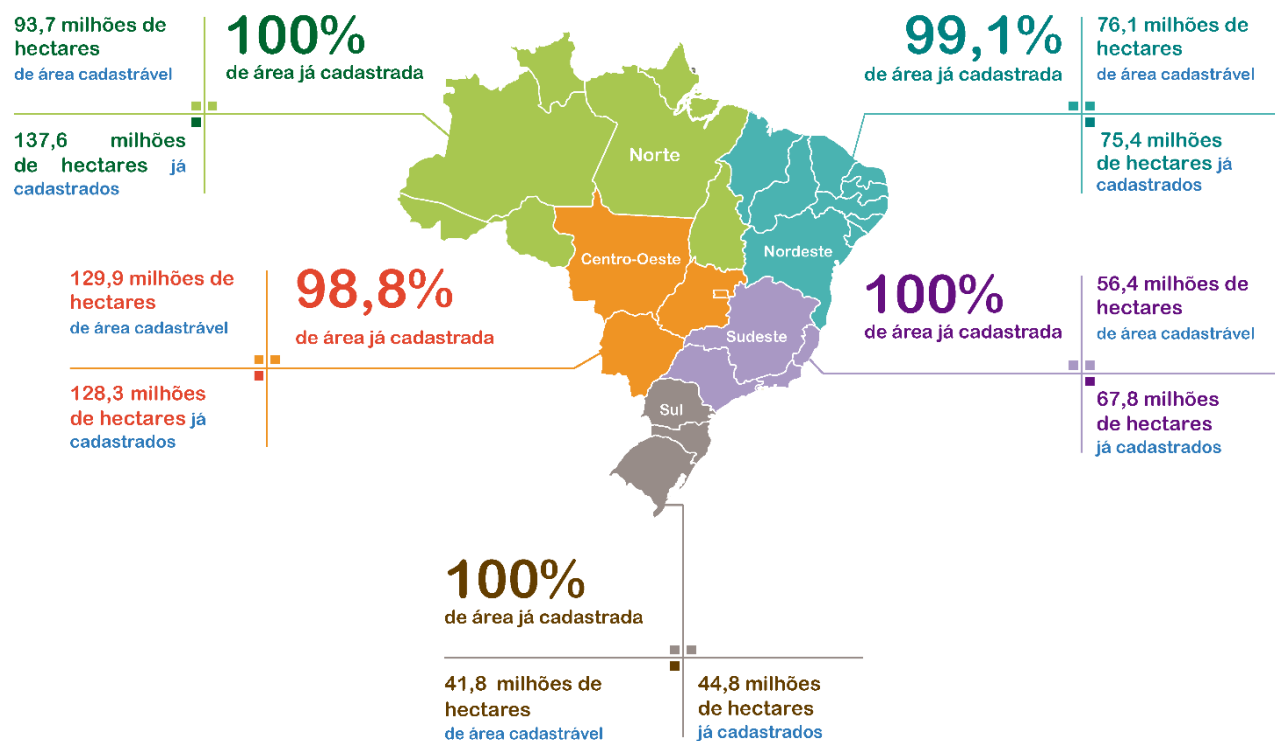 93,7 milhões de
hectares
de área cadastrável
100%
de área já cadastrada
137,6 milhões
de hectares já
cadastrados
99,1%
de área já cadastrada
76,1 milhões de
hectares
de área cadastrável
75,4 milhões
de hectares já
cadastrados
Norte
Nordeste
Centro-Oeste
Sudeste
Sul
129,9 milhões de
hectares
de área cadastrável
98,8%
de área já cadastrada
128,3 milhões
de hectares já
cadastrados
100%
de área já cadastrada
56,4 milhões de
hectares
de área cadastrável
67,8 milhões
de hectares
já cadastrados
100%
de área já cadastrada
41,8 milhões de
hectares
de área cadastrável
44,8 milhões
de hectares
já cadastrados